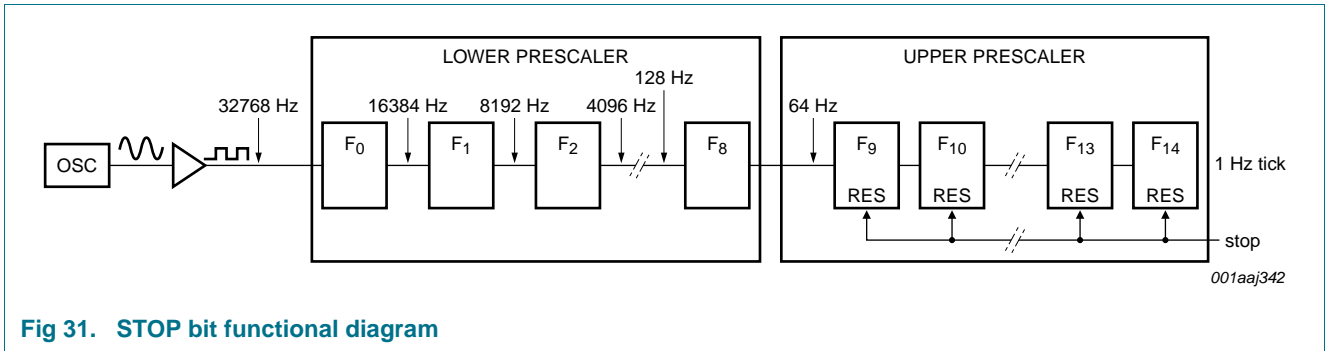 LOWER PRESCALER
UPPER PRESCALER
128 Hz
32768 Hz
16384 Hz
8192 Hz
4096 Hz
64 Hz
OSC
F0
F1
F2
F8
F9
F10
F13
F14
1 Hz tick
RES
RES
RES
RES
stop
001aaj342
Fig 31. STOP bit functional diagram